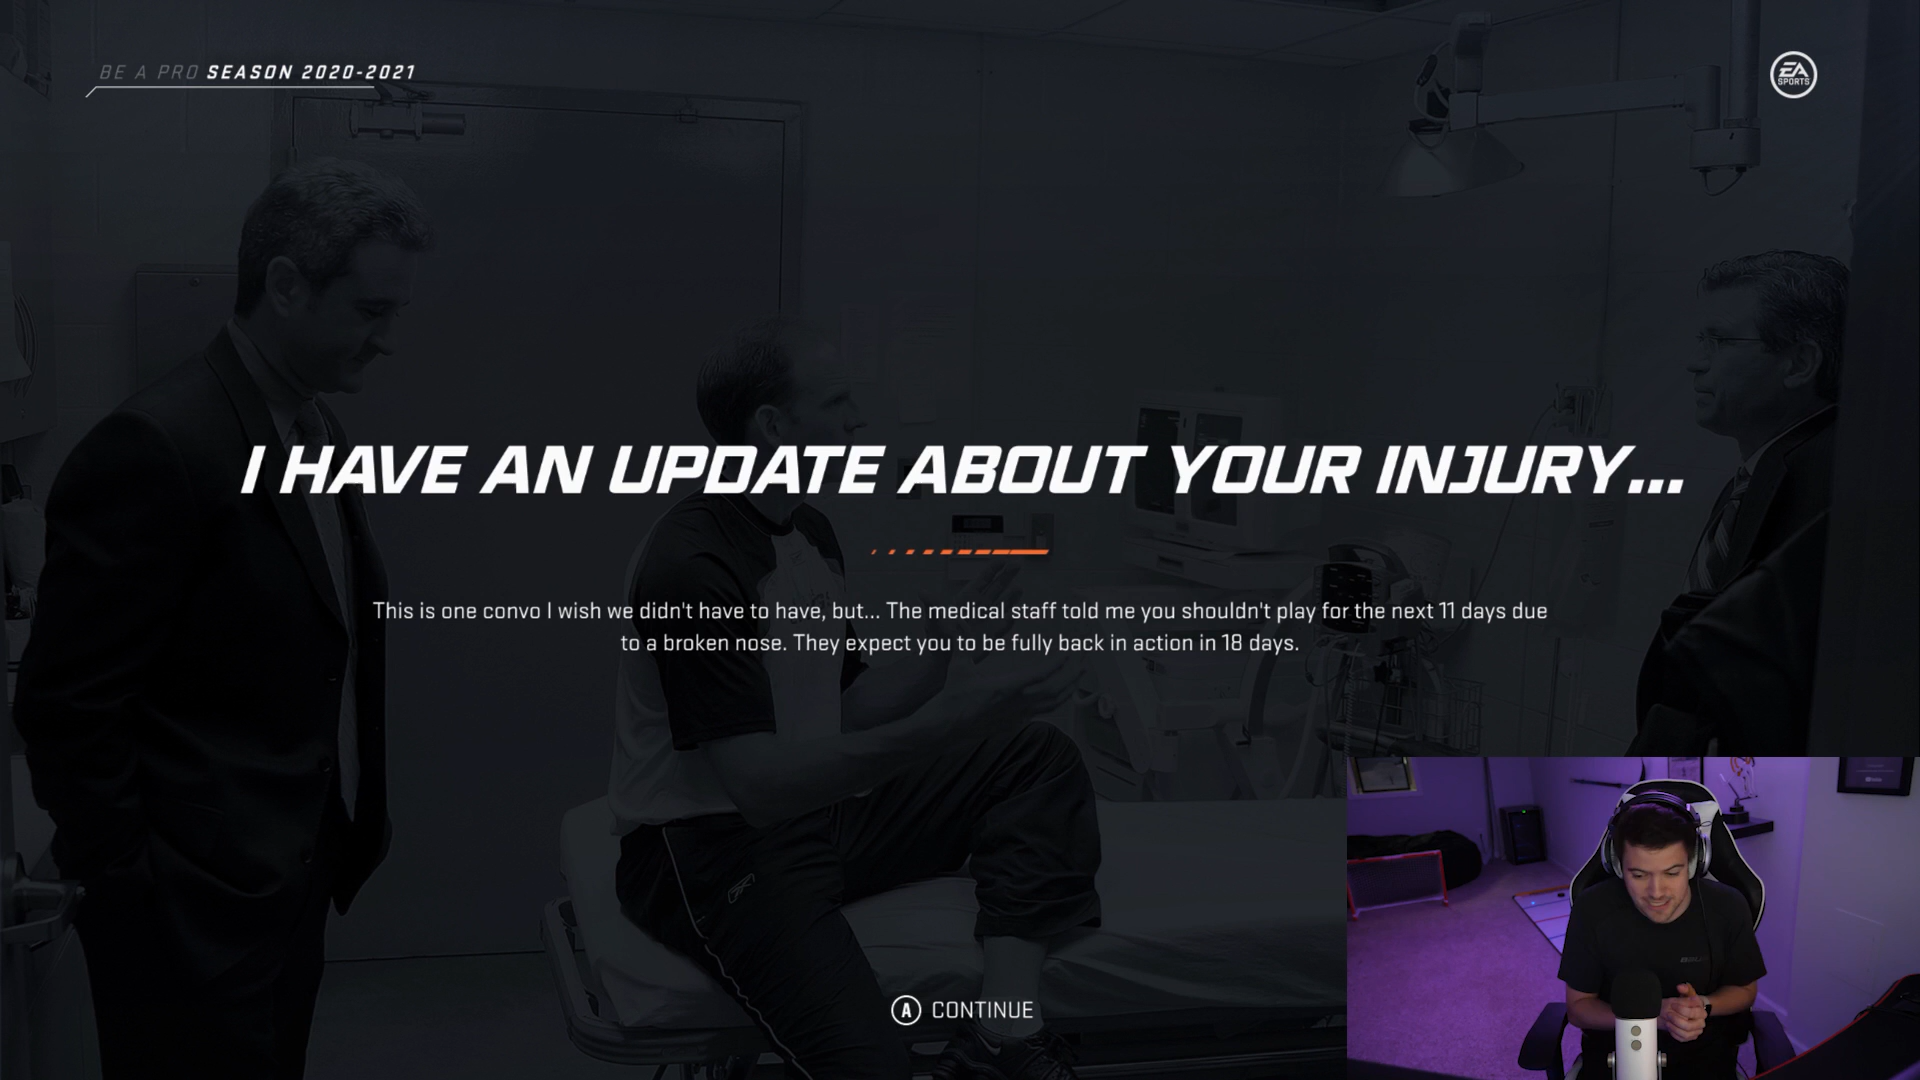 BE A PRO SEASON 2020-2021
EA
SPORTS
I HAVE AN UPDATE ABOUT YOUR INJURY...
This is one convo I wish we didn't have to have, but... The medical staff told me you shouldn't play for the next 11 days due
to a broken nose. They expect you to be fully back in action in 18 days.
A CONTINUE